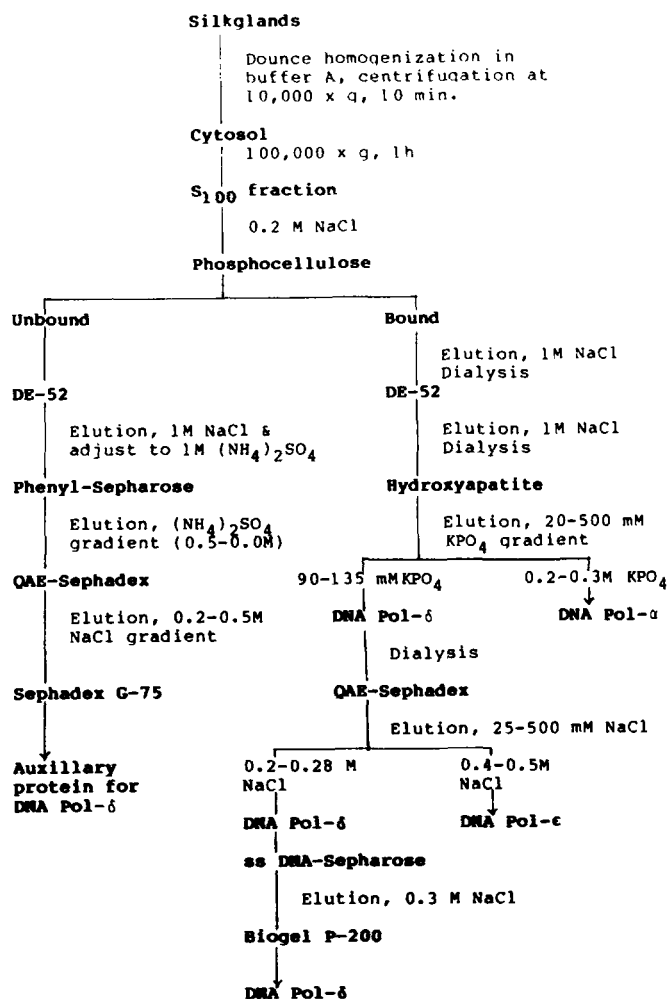 Silkglands
Dounce homogenization in
buffer A, centrifugation at
10,000 x g, 10 min.
Cytosol
100,000 x g, 1h
S100 fraction
0.2 M NaCl
Phosphocellulose
Unbound
Bound
Elution, 1M NaCl
Dialysis
DE-52
DE-52
Elution, 1M NaCl &
adjust to 1M (NH4)2SO4
Elution, 1M NaCl
Dialysis
Phenyl-Sepharose
Hydroxyapatite
Elution, (NH4)2SO4
gradient (0.5-0.0M)
Elution, 20-500 mM
KPO4 gradient
QAE-Sephadex
90-135 mM KPO4
0.2-0.3M KPO4
Elution, 0.2-0.5M
NaCl gradient
DNA Pol-δ
DNA Pol-α
Dialysis
Sephadex G-75
QAE-Sephadex
Elution, 25-500 mM NaCl
Auxillary
protein for
DNA Pol-δ
0.2-0.28 M
NaCl
0.4-0.5M
NaCl
DNA Pol-δ
DNA Pol-ε
ss DNA-Sepharose
Elution, 0.3 M NaCl
Biogel P-200
DNA Pol-δ